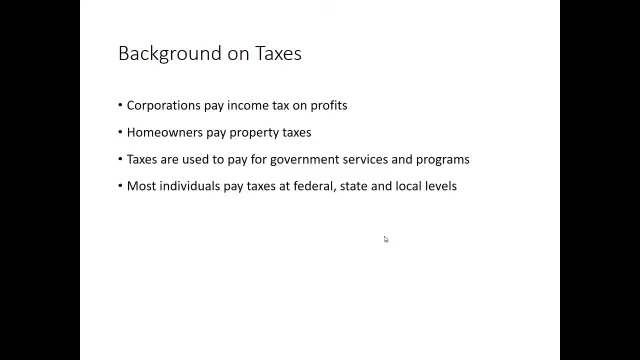 Background on Taxes
• Corporations pay income tax on profits
• Homeowners pay property taxes
• Taxes are used to pay for government services and programs
• Most individuals pay taxes at federal, state and local levels